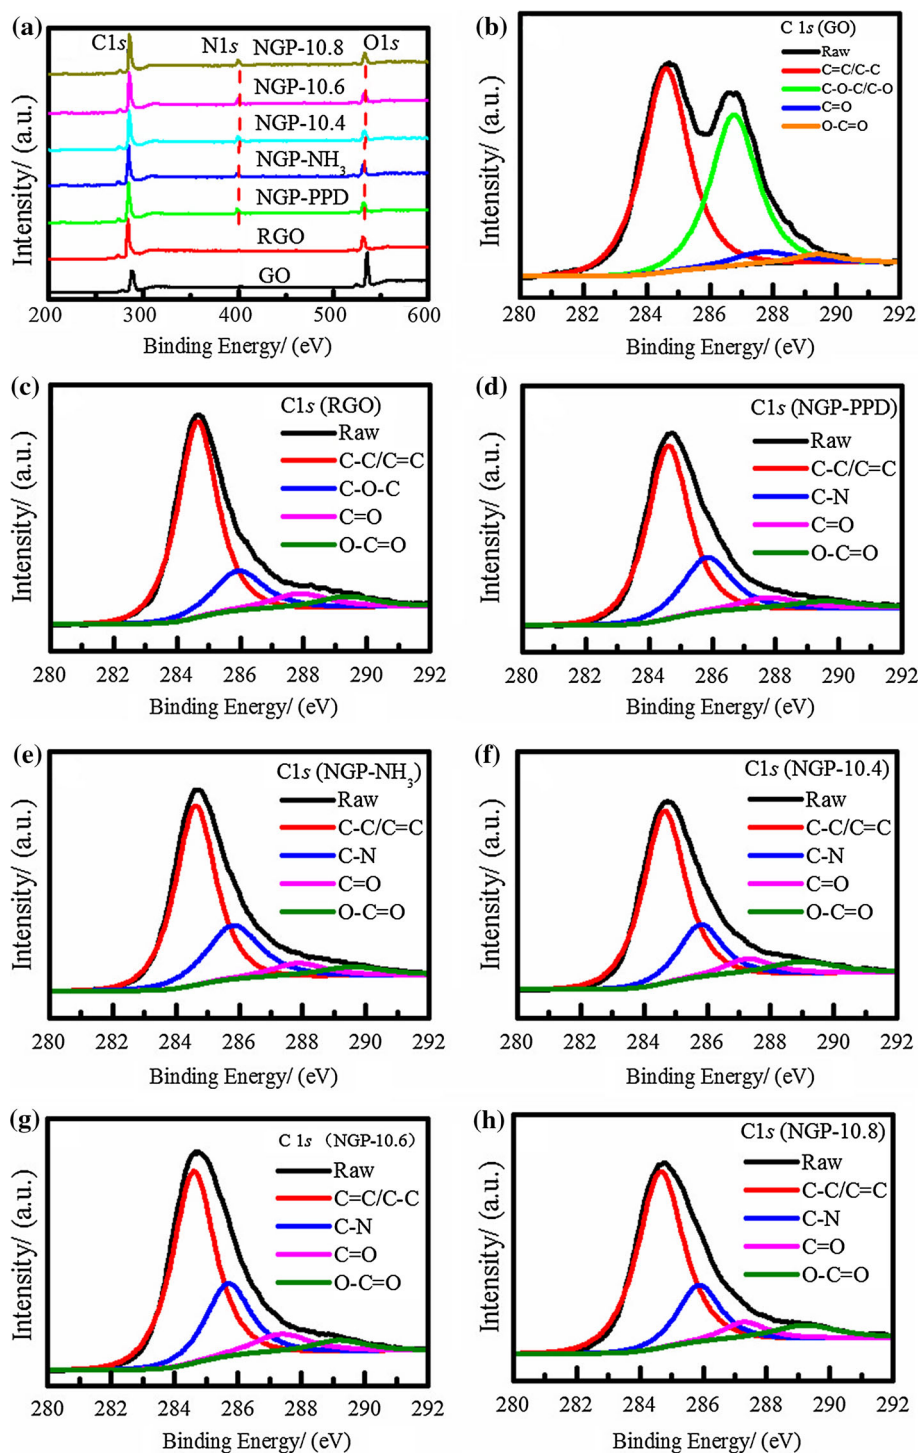 (a)
C1s N1s NGP-10.8 O1s
NGP-10.6
NGP-10.4
NGP-NH3
NGP-PPD
RGO
GO
Intensity/ (a.u.)
200 300 400 500 600
Binding Energy/ (eV)
(b)
C 1s (GO)
Raw
C=C/C-C
C-O-C/C-O
C=O
O-C=O
Intensity/ (a.u.)
280 282 284 286 288 290 292
Binding Energy/ (eV)
(c)
C1s (RGO)
Raw
C-C/C=C
C-O-C
C=O
O-C=O
Intensity/ (a.u.)
280 282 284 286 288 290 292
Binding Energy/ (eV)
(d)
C1s (NGP-PPD)
Raw
C-C/C=C
C-N
C=O
O-C=O
Intensity/ (a.u.)
280 282 284 286 288 290 292
Binding Energy/ (eV)
(e)
C1s (NGP-NH3)
Raw
C-C/C=C
C-N
C=O
O-C=O
Intensity/ (a.u.)
280 282 284 286 288 290 292
Binding Energy/ (eV)
(f)
C1s (NGP-10.4)
Raw
C-C/C=C
C-N
C=O
O-C=O
Intensity/ (a.u.)
280 282 284 286 288 290 292
Binding Energy/ (eV)
(g)
C 1s (NGP-10.6)
Raw
C=C/C-C
C-N
C=O
O-C=O
Intensity/ (a.u.)
280 282 284 286 288 290 292
Binding Energy/ (eV)
(h)
C1s (NGP-10.8)
Raw
C-C/C=C
C-N
C=O
O-C=O
Intensity/ (a.u.)
280 282 284 286 288 290 292
Binding Energy/ (eV)